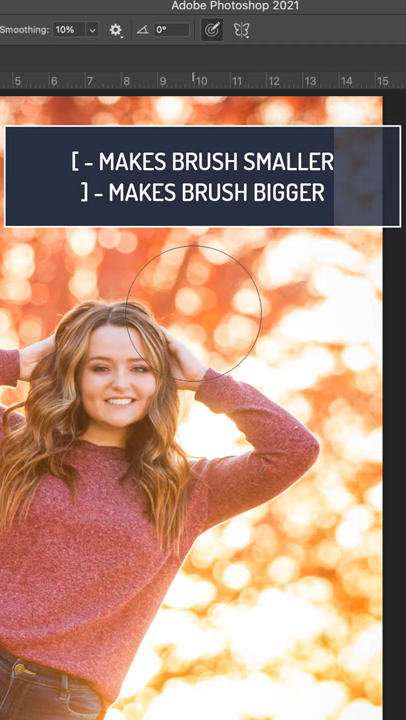 Adobe Photoshop 2021
Smoothing: 10% 0°
5 6 7 8 9 10 11 12 13 14 15
[ - MAKES BRUSH SMALLER
] - MAKES BRUSH BIGGER